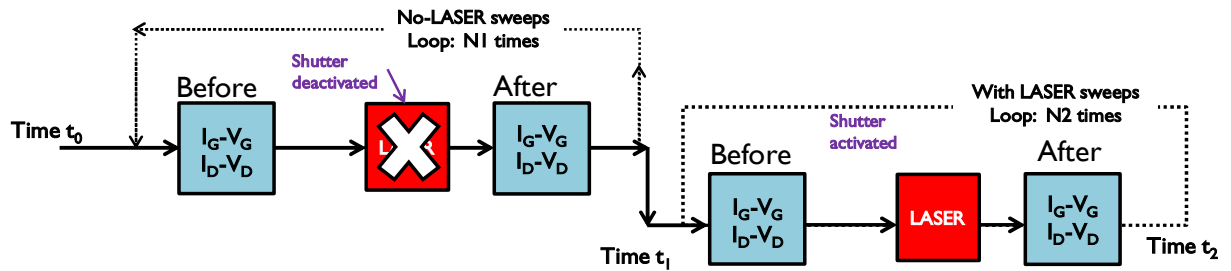 No-LASER sweeps
Loop: N1 times
Shutter
deactivated
Before
After
Time t0
IG-VG
ID-VD
IG-VG
ID-VD
With LASER sweeps
Loop: N2 times
Shutter
activated
Before
After
IG-VG
ID-VD
LASER
IG-VG
ID-VD
Time t1
Time t2